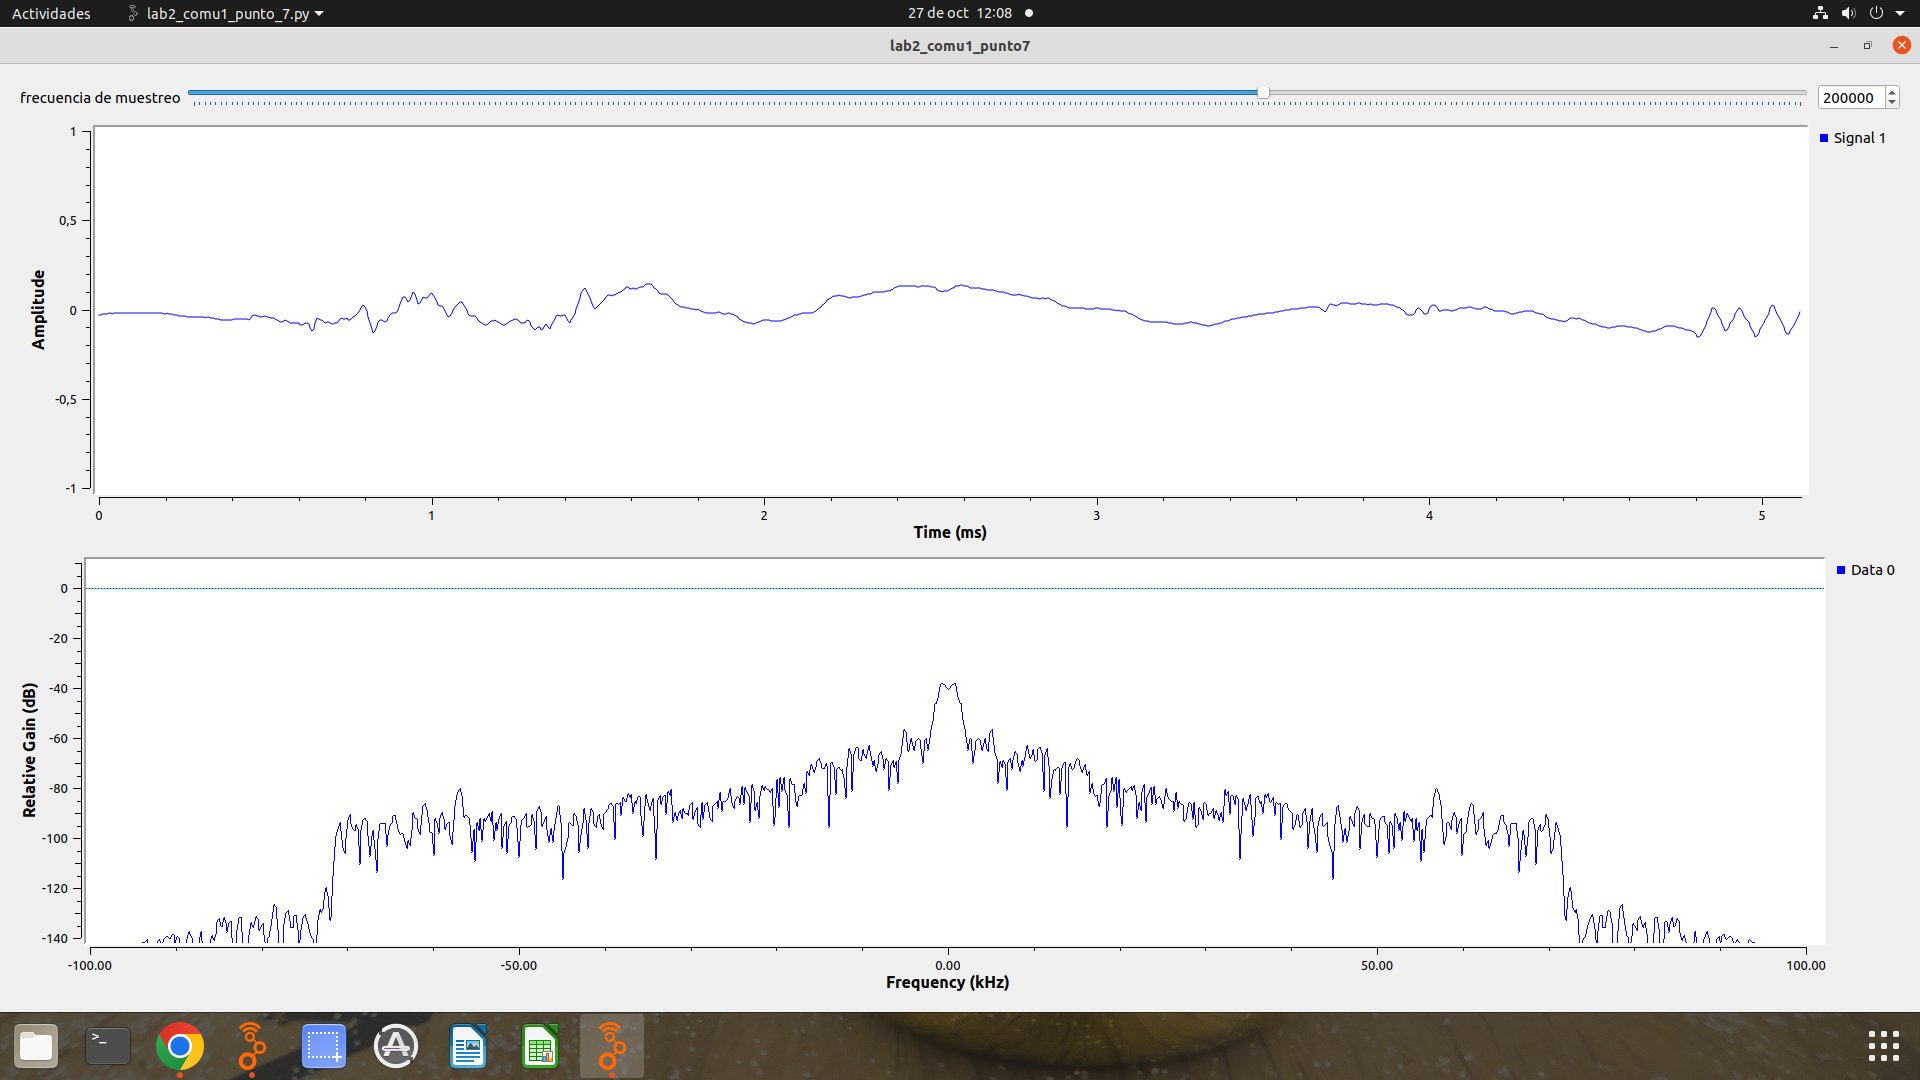 Actividades
lab2_comu1_punto_7.py
27 de oct 12:08
lab2_comu1_punto7
frecuencia de muestreo
200000
Signal 1
1
0,5
0
-0,5
-1
Amplitude
0 1 2 3 4 5
Time (ms)
Data 0
0
-20
-40
-60
-80
-100
-120
-140
Relative Gain (dB)
-100.00 -50.00 0.00 50.00 100.00
Frequency (kHz)
>_
A